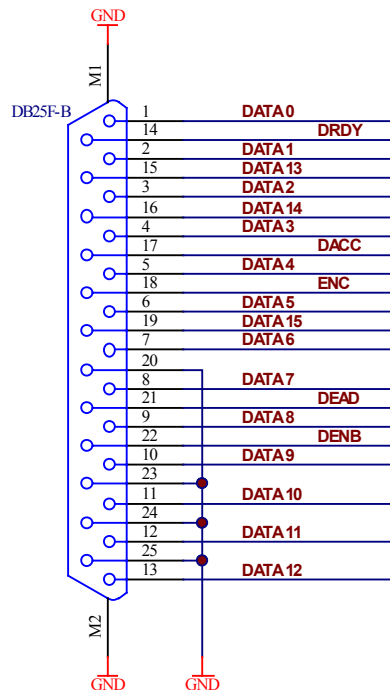 GND
M1
DB25F-B
1 DATA0
14 DRDY
2 DATA1
15 DATA13
3 DATA2
16 DATA14
4 DATA3
17 DACC
5 DATA4
18 ENC
6 DATA5
19 DATA15
7 DATA6
20
8 DATA7
21 DEAD
9 DATA8
22 DENB
10 DATA9
23
11 DATA10
24
12 DATA11
25
13 DATA12
M2
GND GND